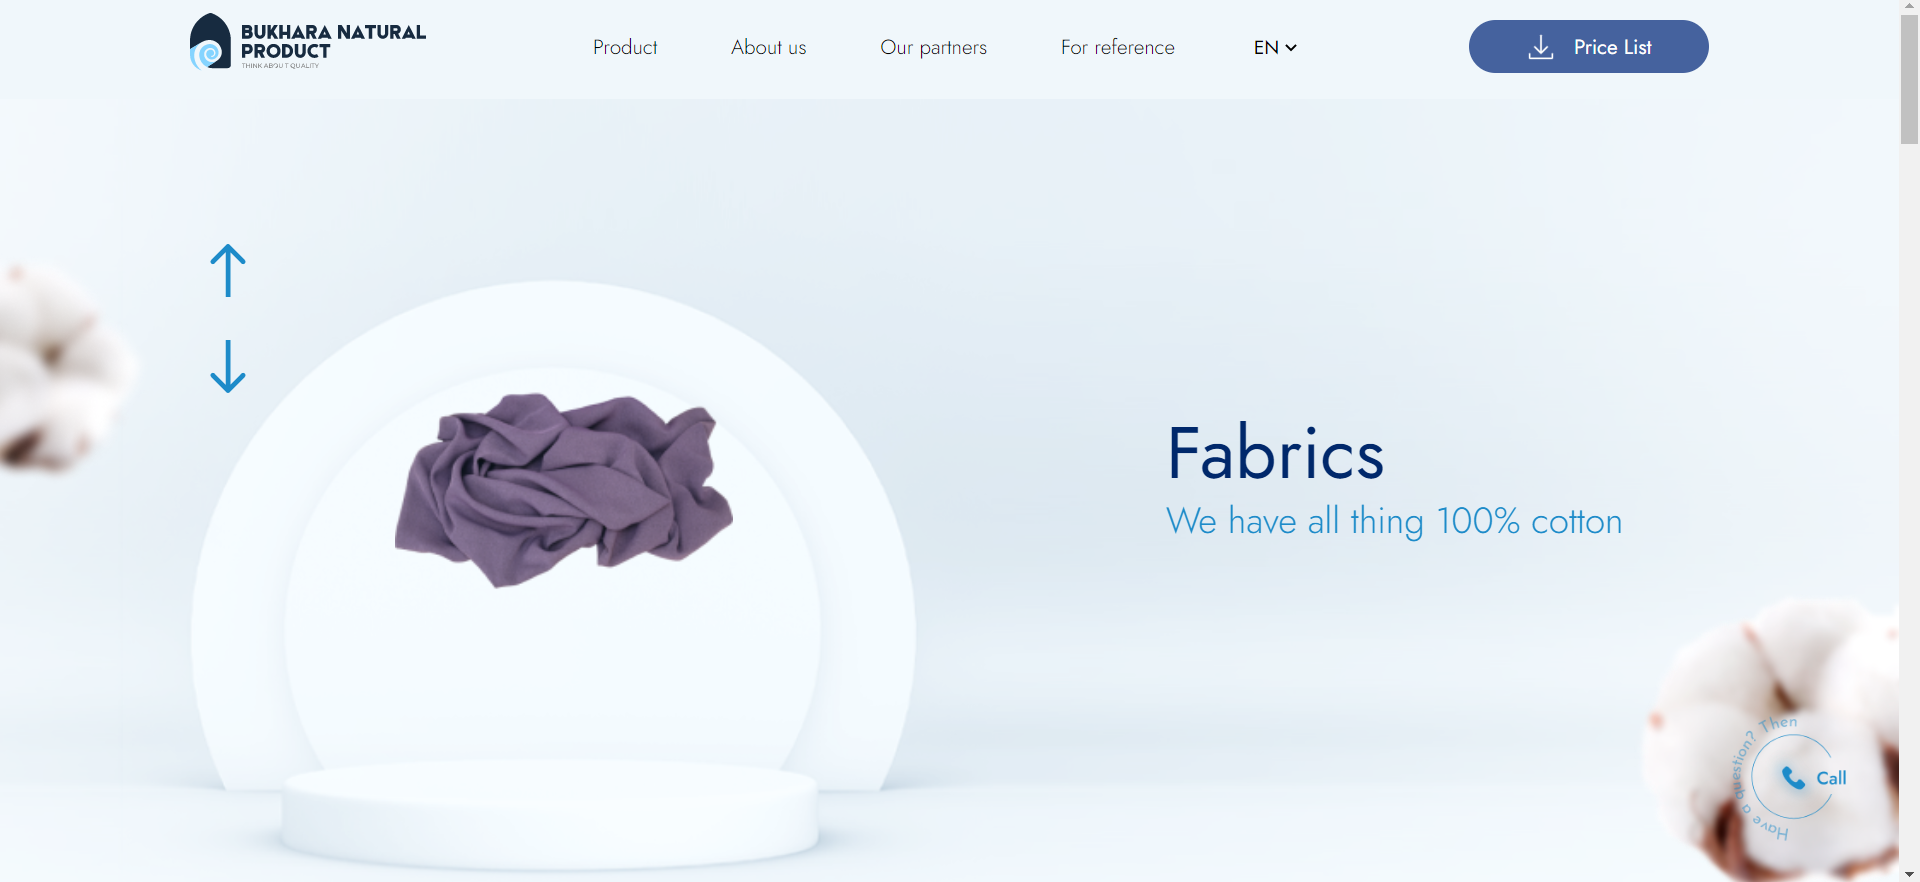 BUKHARA NATURAL
PRODUCT
THINK ABOUT QUALITY
Product
About us
Our partners
For reference
EN
Price List
Fabrics
We have all thing 100% cotton
Have a question? Then
Call